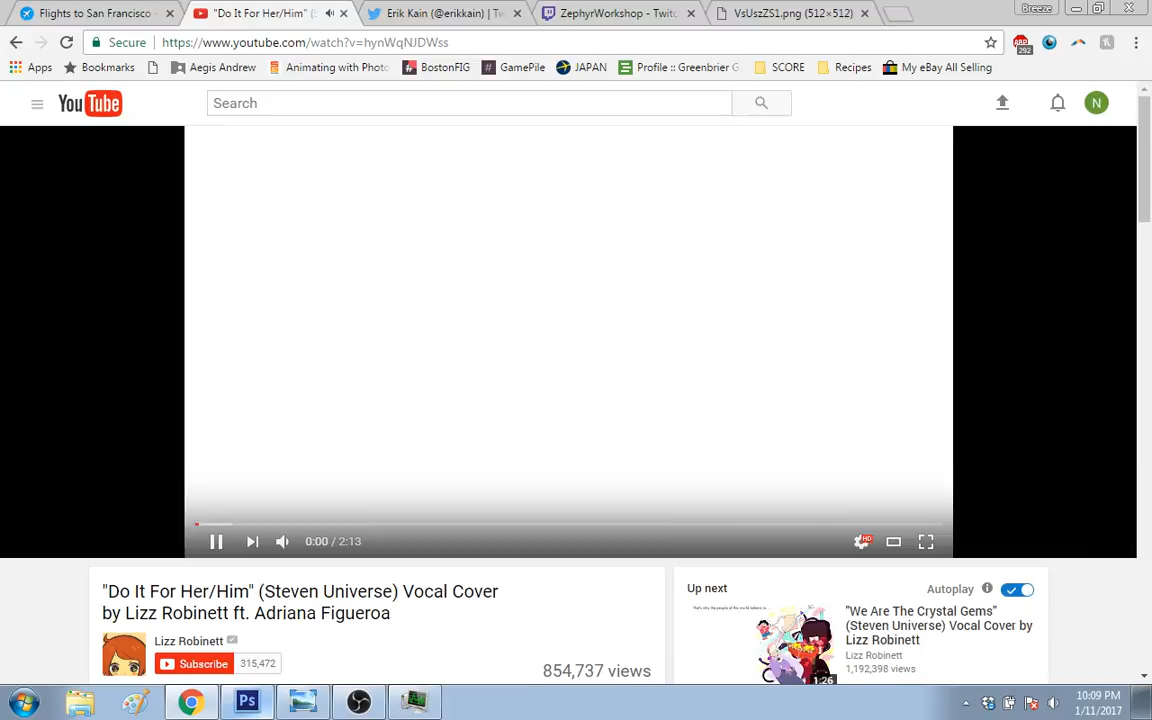 Flights to San Francisco
"Do It For Her/Him" (S
Erik Kain (@erikkain) | Tw
ZephyrWorkshop - Twitc
VsUszZS1.png (512×512)
Breeze
Secure
https://www.youtube.com/watch?v=hynWqNJDWss
ABP
292
Apps
Bookmarks
Aegis Andrew
Animating with Photo
BostonFIG
GamePile
JAPAN
Profile :: Greenbrier G
SCORE
Recipes
My eBay All Selling
YouTube
Search
N
0:00 / 2:13
HD
"Do It For Her/Him" (Steven Universe) Vocal Cover
by Lizz Robinett ft. Adriana Figueroa
Lizz Robinett
Subscribe
315,472
854,737 views
Up next
Autoplay
"We Are The Crystal Gems"
(Steven Universe) Vocal Cover by
Lizz Robinett
Lizz Robinett
1,192,398 views
1:26
Ps
10:09 PM
1/11/2017